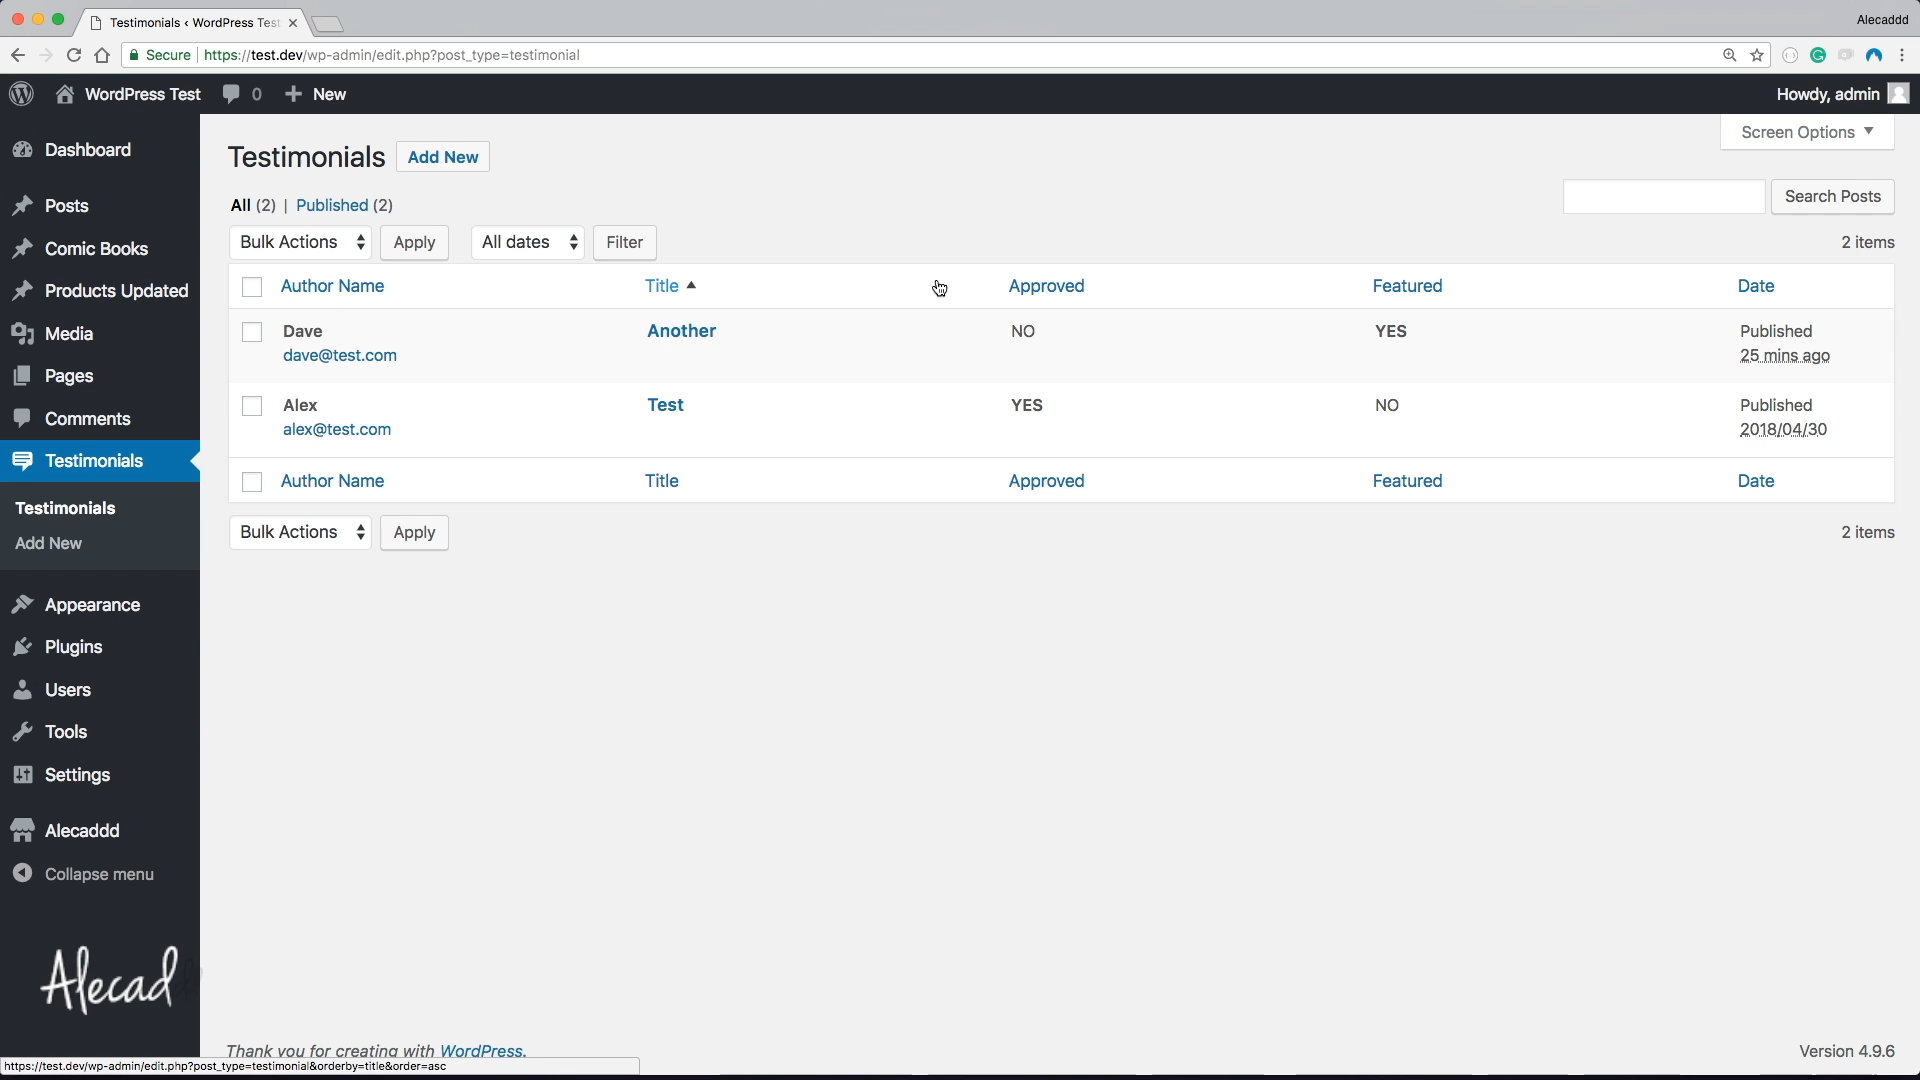 Testimonials ‹ WordPress Test
Alecaddd
Secure https://test.dev/wp-admin/edit.php?post_type=testimonial
WordPress Test 0 New
Howdy, admin
Screen Options
Dashboard
Posts
Comic Books
Products Updated
Media
Pages
Comments
Testimonials
Testimonials
Add New
Appearance
Plugins
Users
Tools
Settings
Alecaddd
Collapse menu
Alecad
Testimonials Add New
All (2) | Published (2)
Search Posts
Bulk Actions Apply All dates Filter 2 items
Author Name Title Approved Featured Date
Dave Another NO YES Published
dave@test.com 25 mins ago
Alex Test YES NO Published
alex@test.com 2018/04/30
Author Name Title Approved Featured Date
Bulk Actions Apply 2 items
Thank you for creating with WordPress.
Version 4.9.6
https://test.dev/wp-admin/edit.php?post_type=testimonial&orderby=title&order=asc